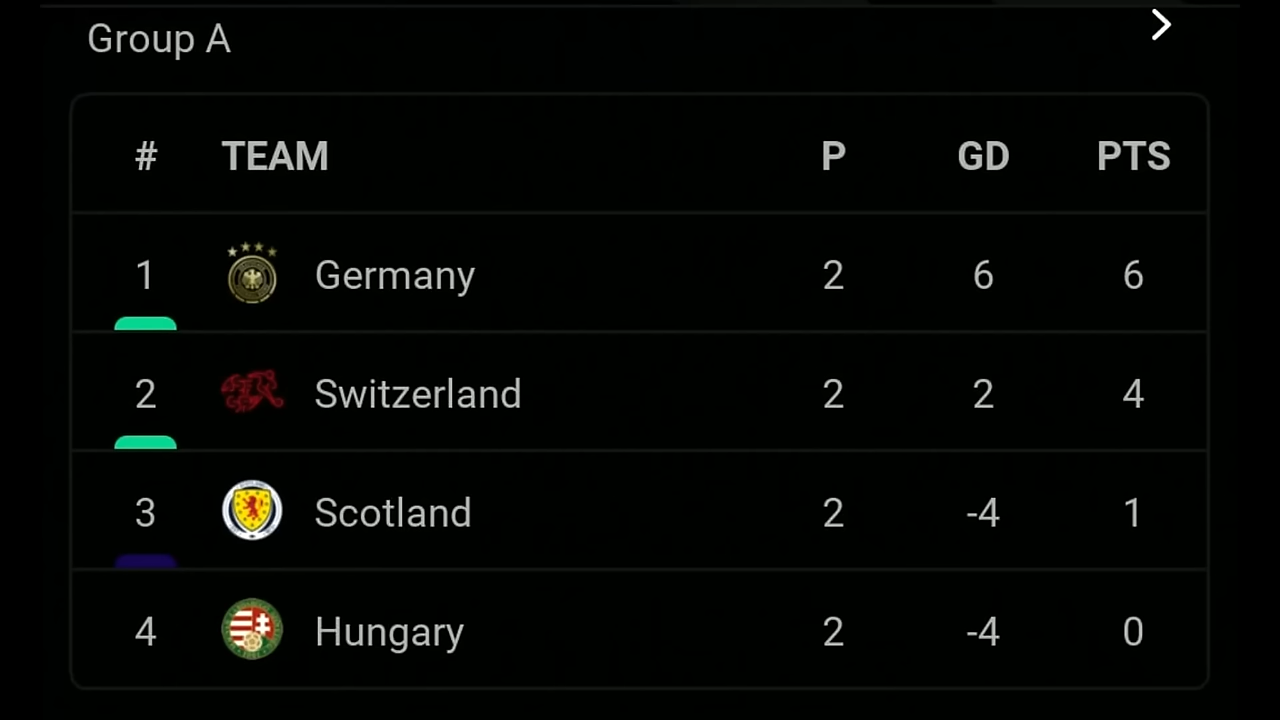 Group A
# TEAM P GD PTS
1 Germany 2 6 6
2 Switzerland 2 2 4
3 Scotland 2 -4 1
4 Hungary 2 -4 0